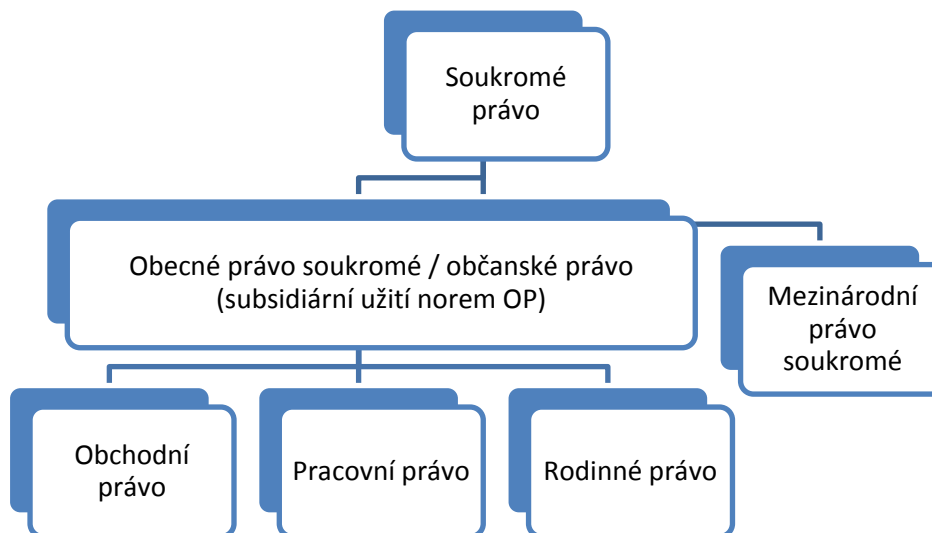 Soukromé
právo
Obecné právo soukromé / občanské právo
(subsidiární užití norem OP)
Mezinárodní
právo
soukromé
Obchodní
právo
Pracovní právo
Rodinné právo